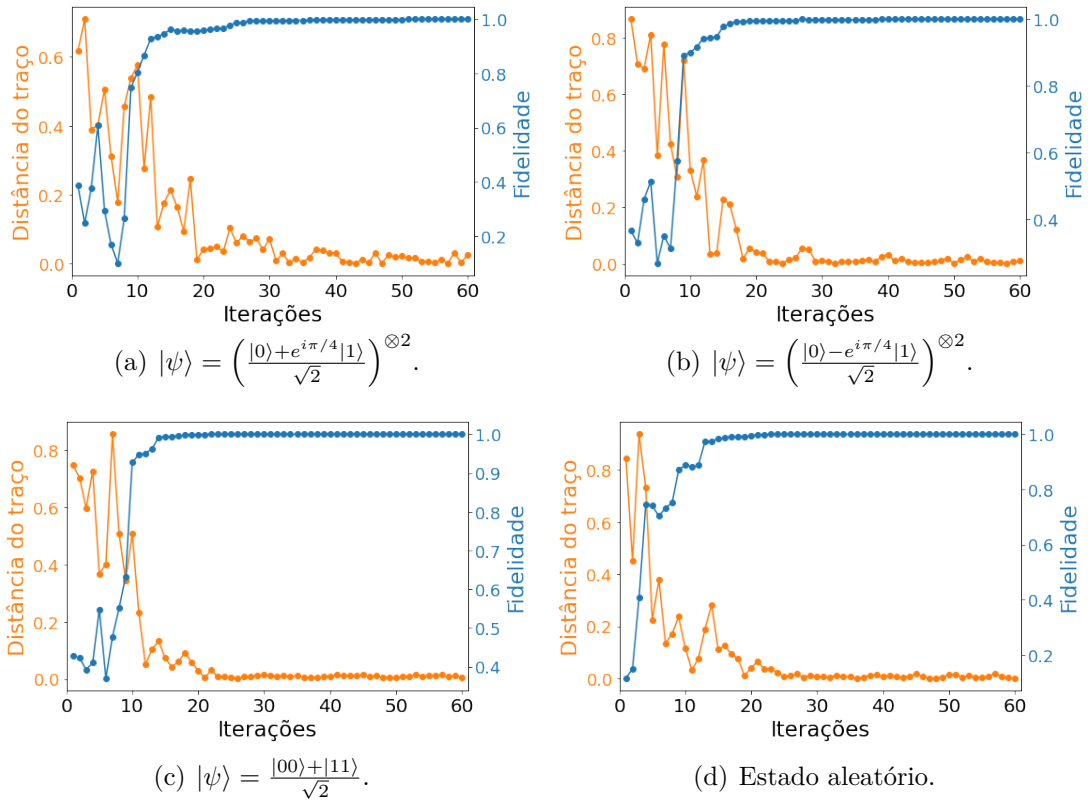 Distância do traço
0.6
0.4
0.2
0.0
1.0
0.8
0.6
0.4
0.2
Fidelidade
0 10 20 30 40 50 60
Iterações
(a) |ψ⟩ = (|0⟩+e^{iπ/4}|1⟩ / √2)^{⊗2}.
Distância do traço
0.8
0.6
0.4
0.2
0.0
1.0
0.8
0.6
0.4
Fidelidade
0 10 20 30 40 50 60
Iterações
(b) |ψ⟩ = (|0⟩−e^{iπ/4}|1⟩ / √2)^{⊗2}.
Distância do traço
0.8
0.6
0.4
0.2
0.0
1.0
0.9
0.8
0.7
0.6
0.5
0.4
Fidelidade
0 10 20 30 40 50 60
Iterações
(c) |ψ⟩ = |00⟩+|11⟩ / √2.
Distância do traço
0.8
0.6
0.4
0.2
0.0
1.0
0.8
0.6
0.4
0.2
Fidelidade
0 10 20 30 40 50 60
Iterações
(d) Estado aleatório.